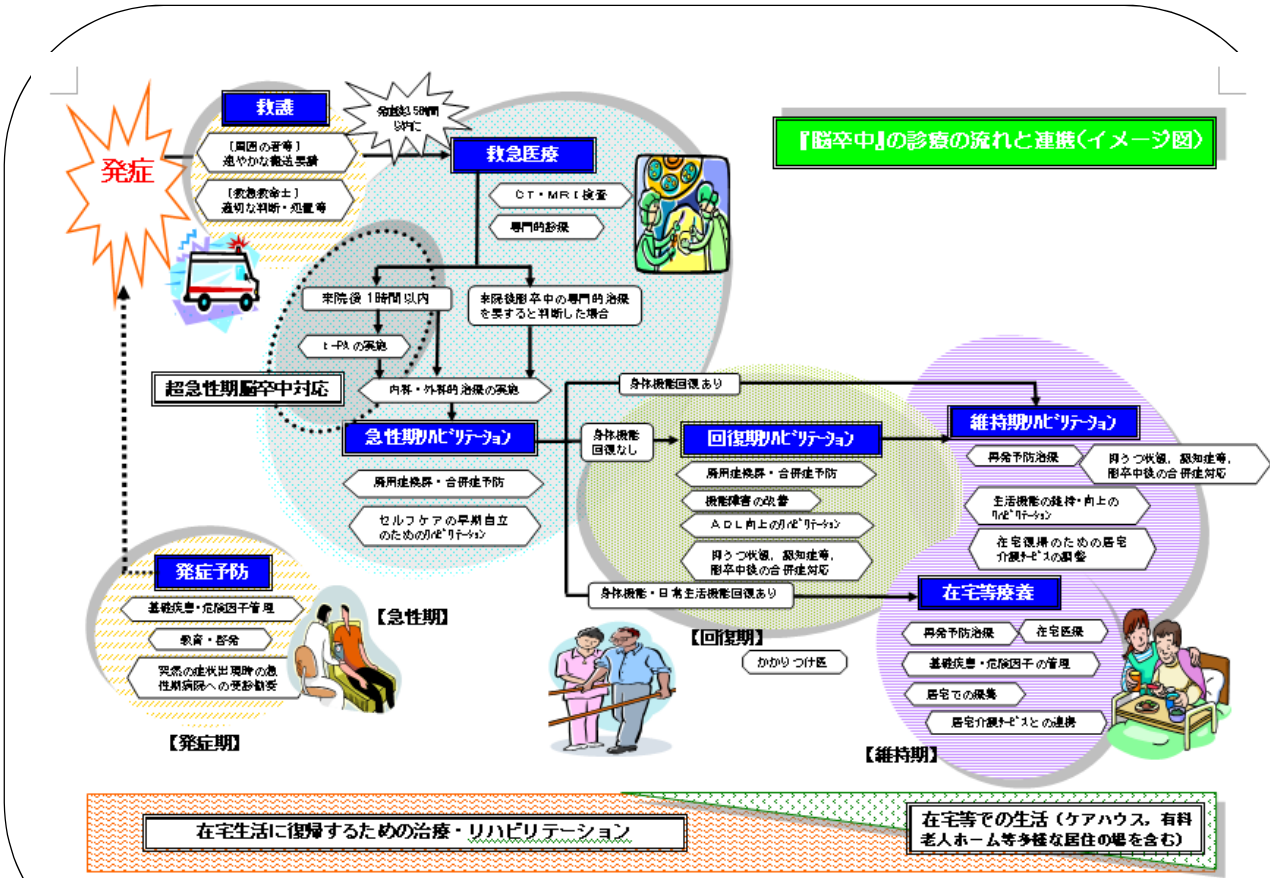 『脳卒中』の診療の流れと連携(イメージ図)
発症
救護
［周囲の者等］
速やかな搬送要請
［救急救命士］
適切な判断・処置等
以内に
救急医療
ＣＴ・ＭＲＩ検査
専門的診療
来院後1時間以内
来院後脳卒中の専門的治療
を要すると判断した場合
t-PAの実施
超急性期脳卒中対応
内科・外科的治療の実施
急性期ﾘﾊﾋﾞﾘﾃｰｼｮﾝ
廃用症候群・合併症予防
セルフケアの早期自立
のためのﾘﾊﾋﾞﾘﾃｰｼｮﾝ
【急性期】
身体機能回復あり
身体機能
回復なし
身体機能・日常生活機能回復あり
回復期ﾘﾊﾋﾞﾘﾃｰｼｮﾝ
廃用症候群・合併症予防
機能障害の改善
ＡＤＬ向上のﾘﾊﾋﾞﾘﾃｰｼｮﾝ
抑うつ状態，認知症等，
脳卒中後の合併症対応
【回復期】
かかりつけ医
維持期ﾘﾊﾋﾞﾘﾃｰｼｮﾝ
再発予防治療
抑うつ状態，認知症等，
脳卒中後の合併症対応
生活機能の維持・向上の
ﾘﾊﾋﾞﾘﾃｰｼｮﾝ
在宅復帰のための居宅
介護ｻｰﾋﾞｽの調整
在宅等療養
再発予防治療
在宅医療
基礎疾患・危険因子の管理
居宅での療養
居宅介護ｻｰﾋﾞｽとの連携
【維持期】
発症予防
基礎疾患・危険因子管理
教育・啓発
突然の症状出現時の急
性期病院への受診勧奨
【発症期】
在宅生活に復帰するための治療・リハビリテーション
在宅等での生活（ケアハウス，有料
老人ホーム等多様な居住の場を含む）